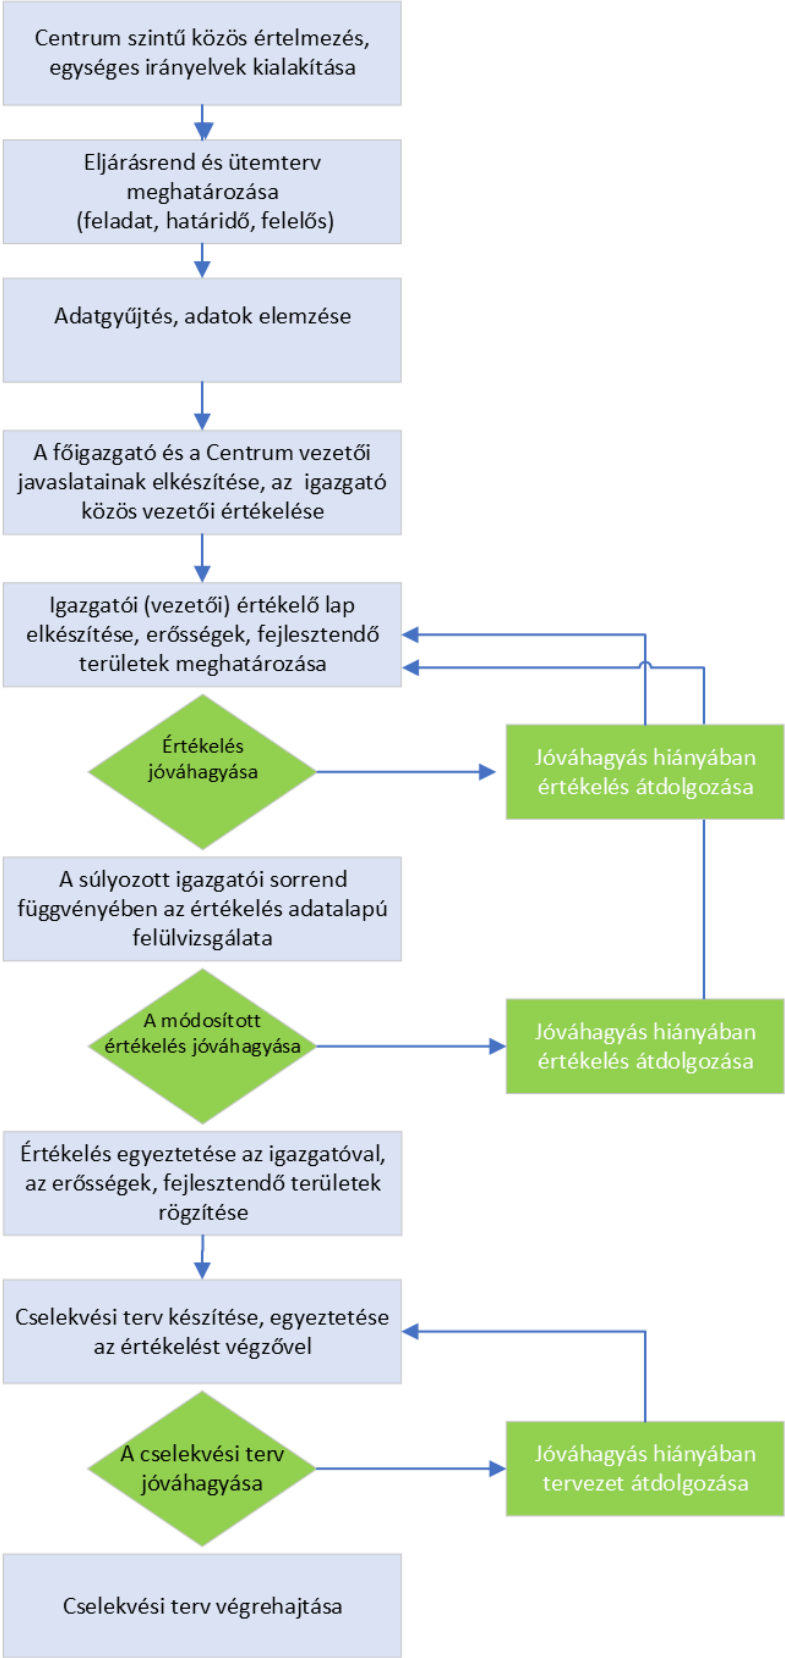 Centrum szintű közös értelmezés,
egységes irányelvek kialakítása
Eljárásrend és ütemterv
meghatározása
(feladat, határidő, felelős)
Adatgyűjtés, adatok elemzése
A főigazgató és a Centrum vezetői
javaslatainak elkészítése, az igazgató
közös vezetői értékelése
Igazgatói (vezetői) értékelő lap
elkészítése, erősségek, fejlesztendő
területek meghatározása
Értékelés
jóváhagyása
Jóváhagyás hiányában
értékelés átdolgozása
A súlyozott igazgatói sorrend
függvényében az értékelés adatalapú
felülvizsgálata
A módosított
értékelés jóváhagyása
Jóváhagyás hiányában
értékelés átdolgozása
Értékelés egyeztetése az igazgatóval,
az erősségek, fejlesztendő területek
rögzítése
Cselekvési terv készítése, egyeztetése
az értékelést végzővel
A cselekvési terv
jóváhagyása
Jóváhagyás hiányában
tervezet átdolgozása
Cselekvési terv végrehajtása